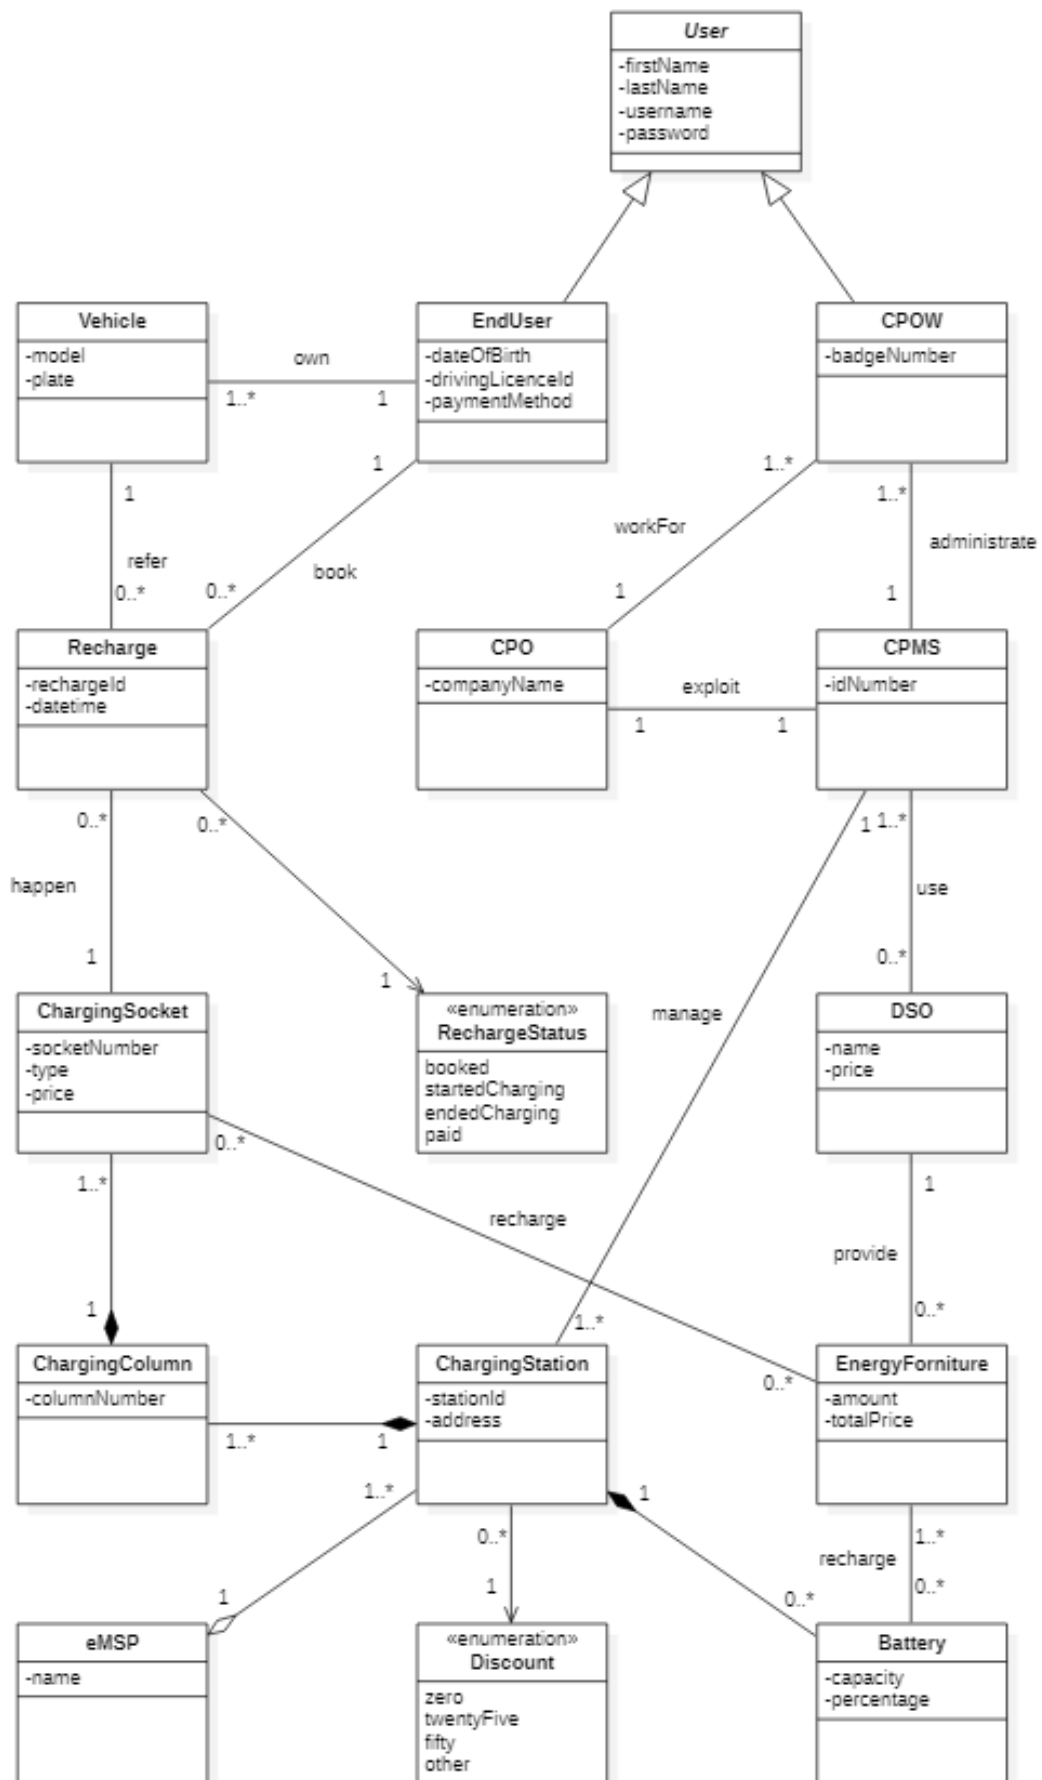 User
-firstName
-lastName
-username
-password
Vehicle
-model
-plate
own
1..*
1
EndUser
-dateOfBirth
-drivingLicenceId
-paymentMethod
CPOW
-badgeNumber
1
refer
0..*
1
book
0..*
1..*
workFor
1
1..*
administrate
1
Recharge
-rechargeId
-datetime
CPO
-companyName
exploit
1
1
CPMS
-idNumber
0..*
happen
1
0..*
1
1
manage
1..*
1..*
use
0..*
ChargingSocket
-socketNumber
-type
-price
«enumeration»
RechargeStatus
booked
startedCharging
endedCharging
paid
DSO
-name
-price
0..*
recharge
0..*
1..*
1
1
provide
0..*
ChargingColumn
-columnNumber
1..*
1
ChargingStation
-stationId
-address
EnergyForniture
-amount
-totalPrice
1..*
1
0..*
1
1
0..*
1..*
recharge
0..*
eMSP
-name
«enumeration»
Discount
zero
twentyFive
fifty
other
Battery
-capacity
-percentage